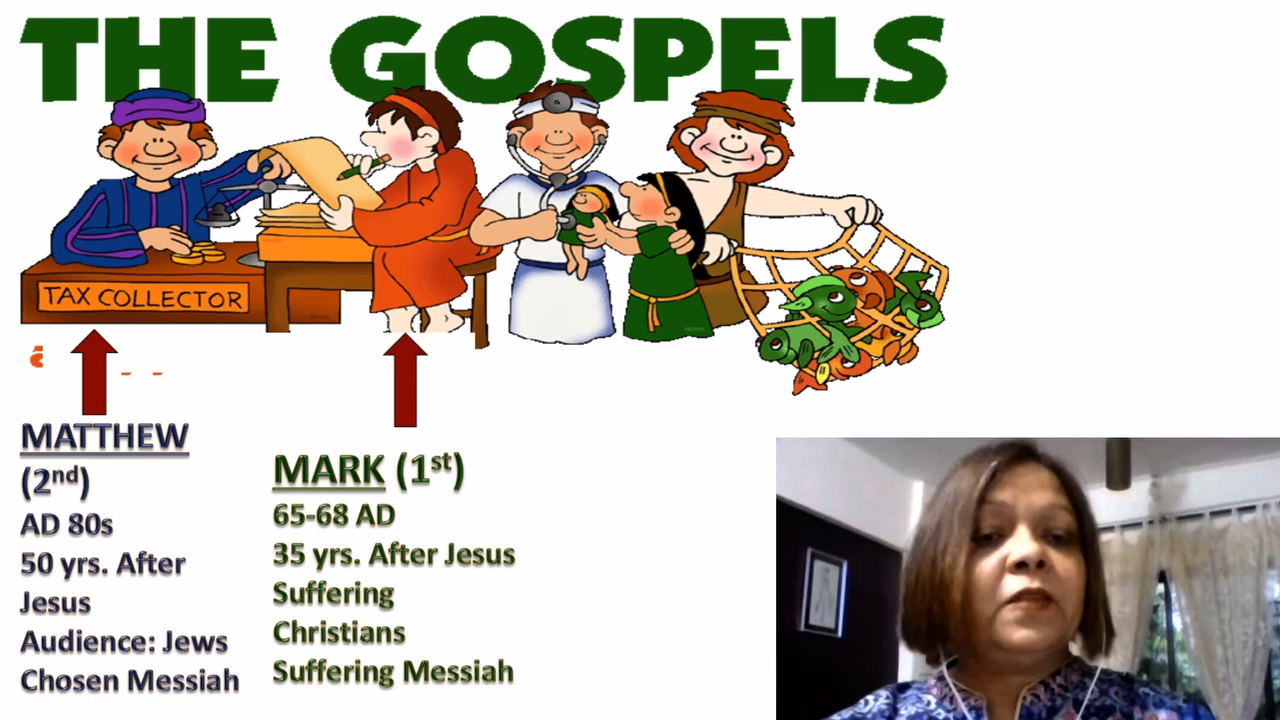 THE GOSPELS
TAX COLLECTOR
MATTHEW
(2nd)
AD 80s
50 yrs. After
Jesus
Audience: Jews
Chosen Messiah
MARK (1st)
65-68 AD
35 yrs. After Jesus
Suffering
Christians
Suffering Messiah